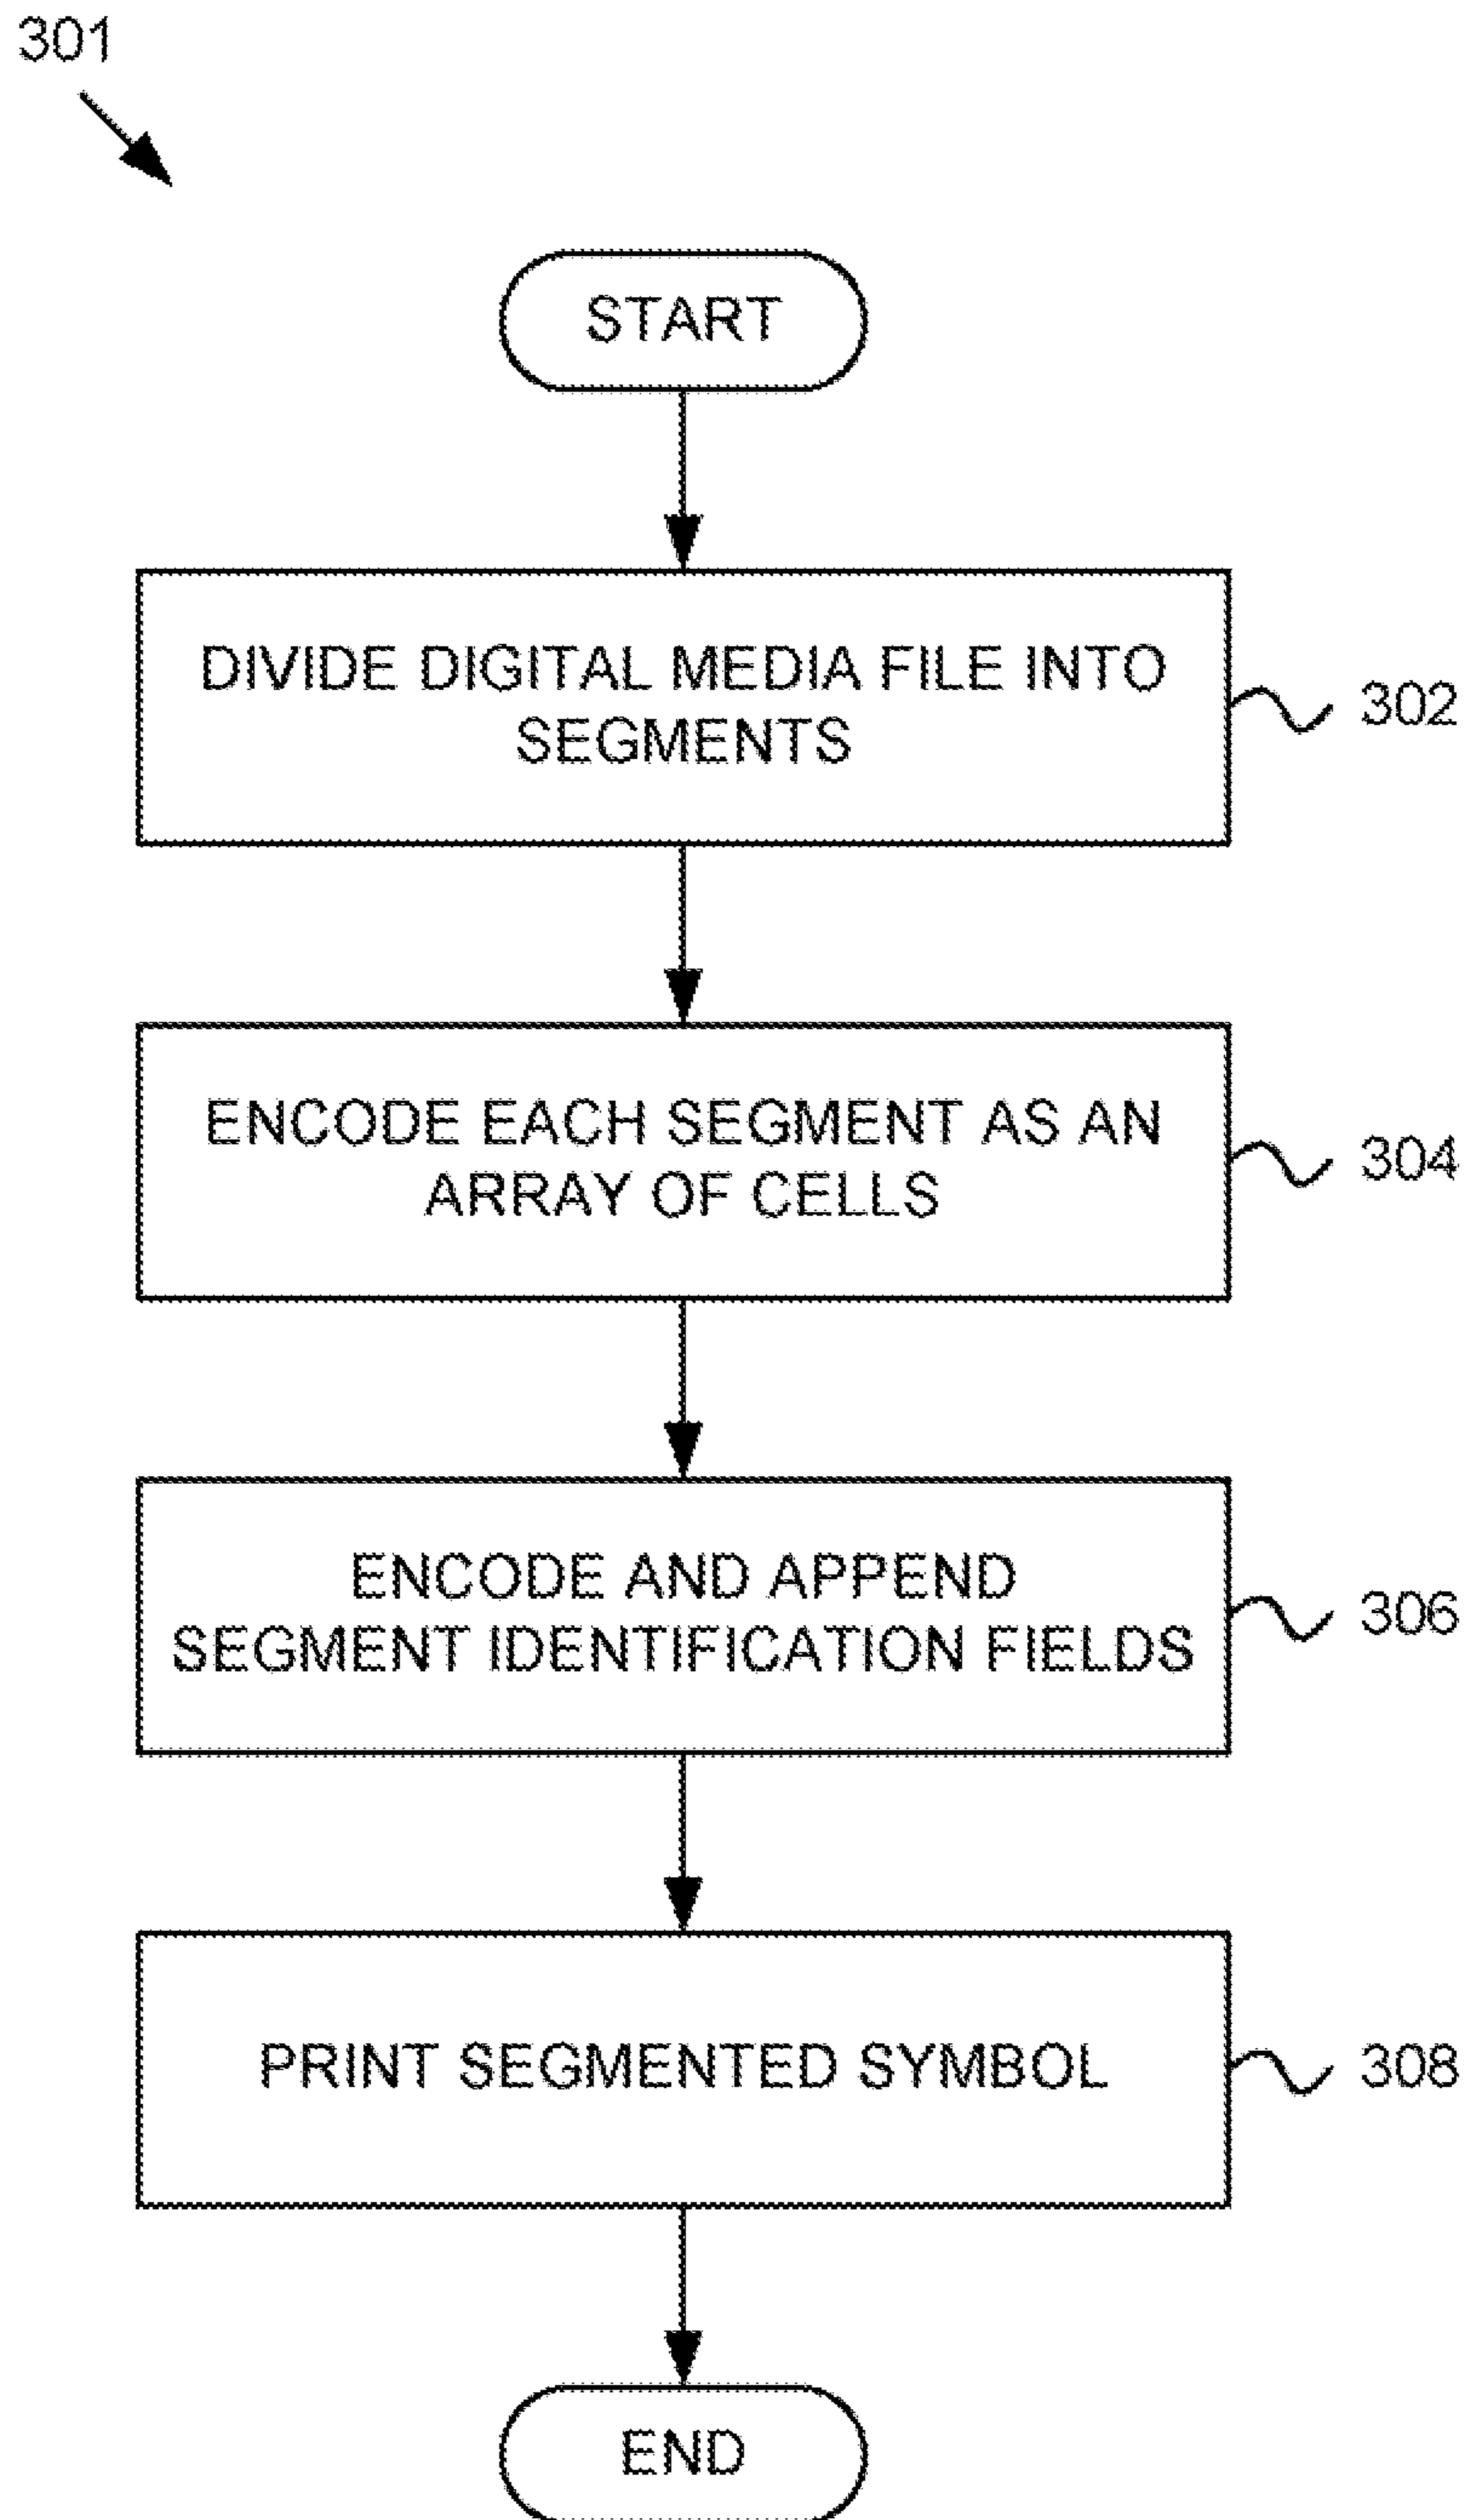 301
START
DIVIDE DIGITAL MEDIA FILE INTO
SEGMENTS
302
ENCODE EACH SEGMENT AS AN
ARRAY OF CELLS
304
ENCODE AND APPEND
SEGMENT IDENTIFICATION FIELDS
306
PRINT SEGMENTED SYMBOL
308
END